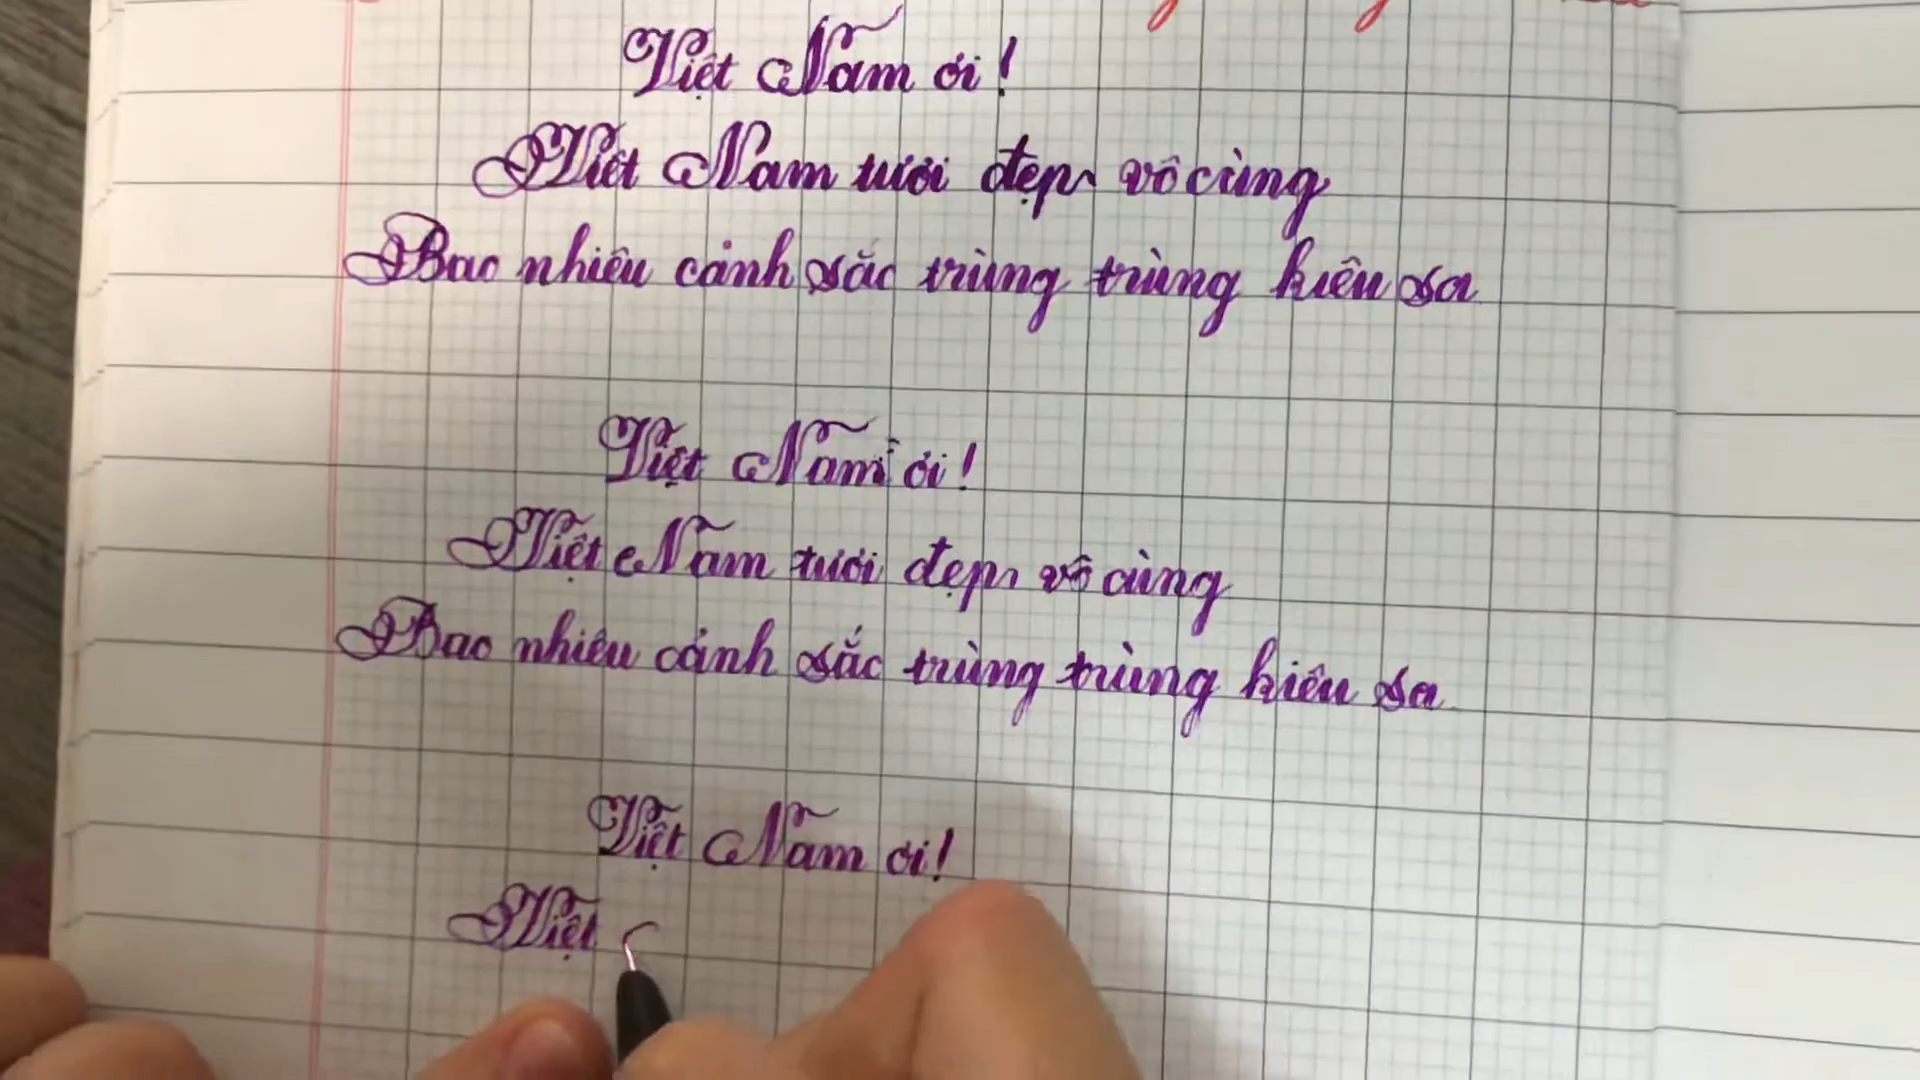 Việt Nam ơi!
Việt Nam tươi đẹp vô cùng
Bao nhiêu cảnh sắc trùng trùng kiêu sa
Việt Nam ơi!
Việt Nam tươi đẹp vô cùng
Bao nhiêu cảnh sắc trùng trùng kiêu sa
Việt Nam ơi!
Việt